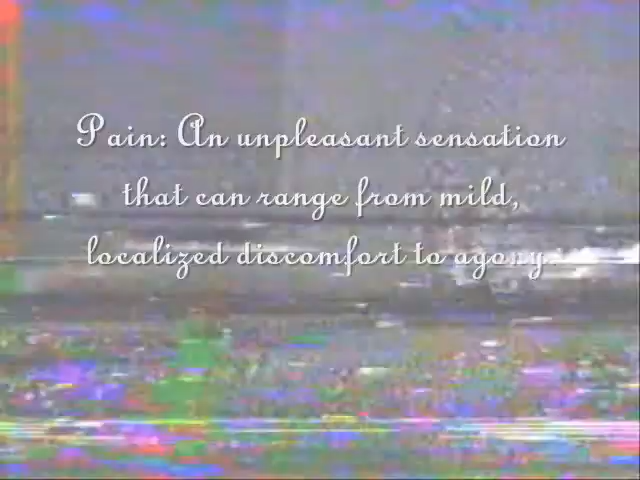 Pain: An unpleasant sensation
that can range from mild,
localized discomfort to agony.